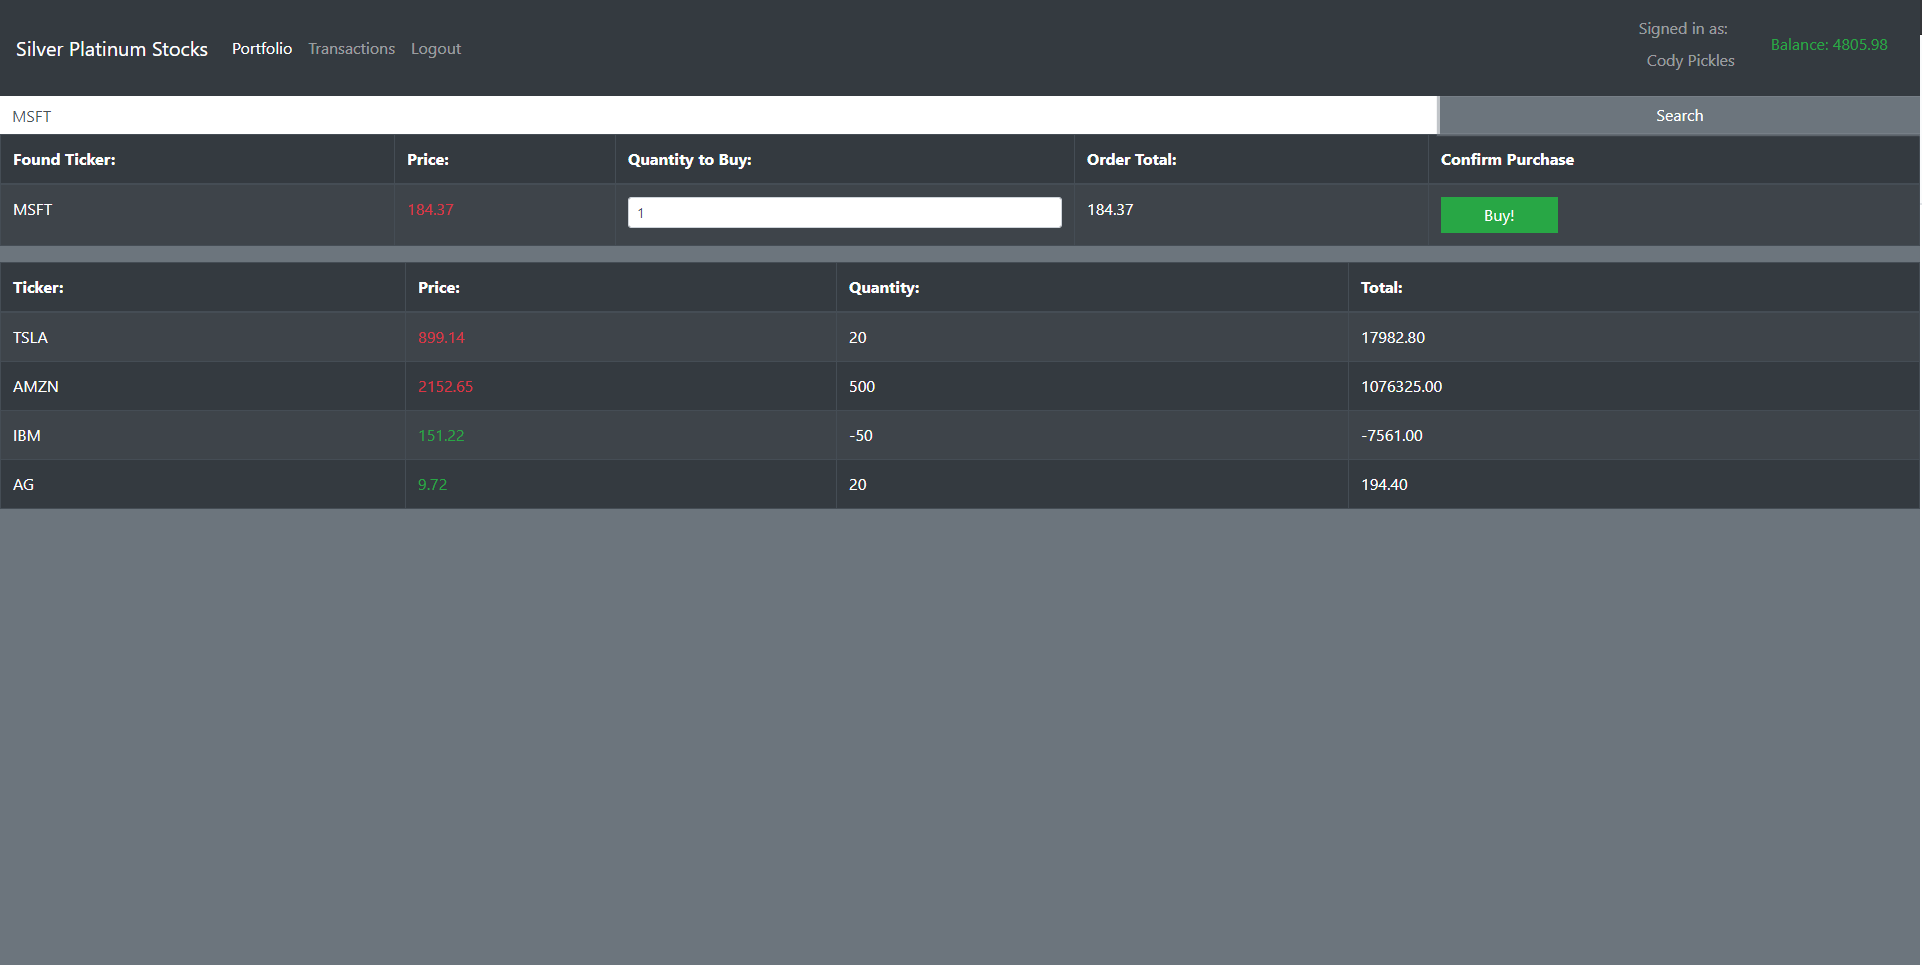 Silver Platinum Stocks Portfolio Transactions Logout
Signed in as:
Cody Pickles
Balance: 4805.98
MSFT Search
Found Ticker: Price: Quantity to Buy: Order Total: Confirm Purchase
MSFT 184.37 1 184.37 Buy!
Ticker: Price: Quantity: Total:
TSLA 899.14 20 17982.80
AMZN 2152.65 500 1076325.00
IBM 151.22 -50 -7561.00
AG 9.72 20 194.40